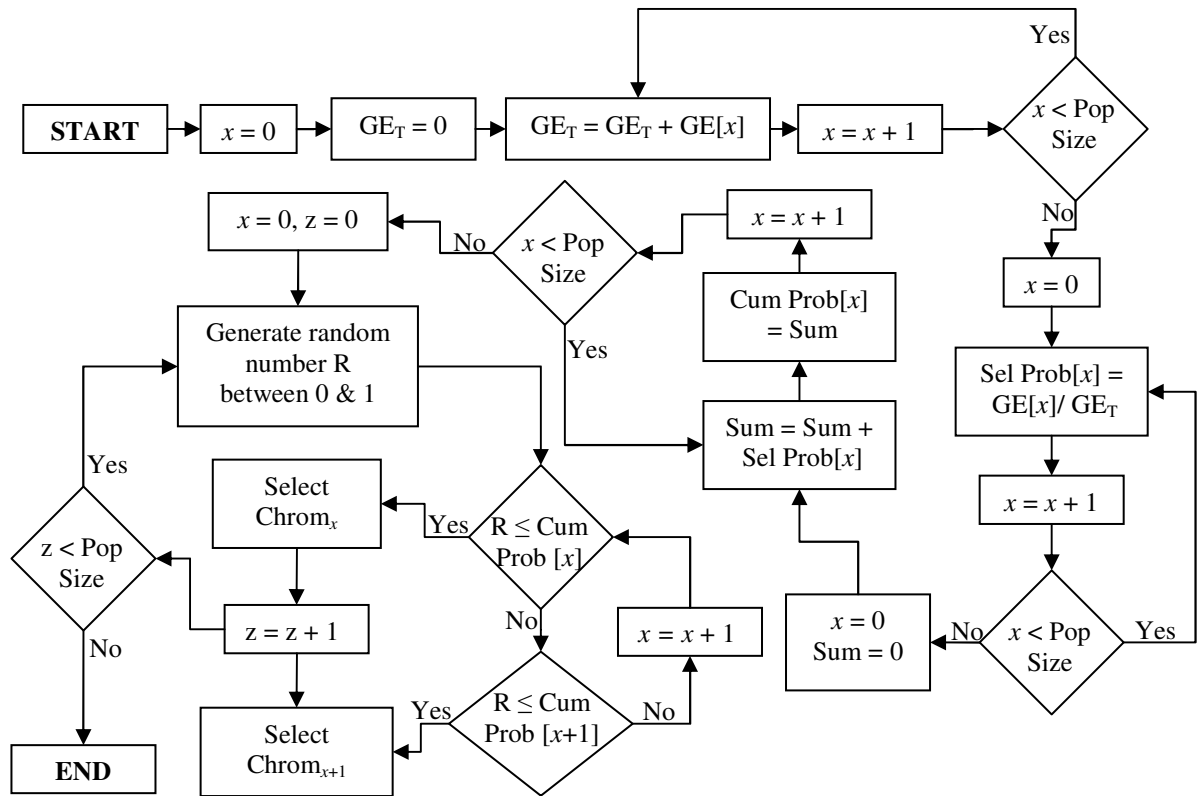 START
x = 0
GE_T = 0
GE_T = GE_T + GE[x]
x = x + 1
x < Pop
Size
Yes
No
x = 0
Sel Prob[x] =
GE[x]/ GE_T
x = x + 1
x < Pop
Size
Yes
No
x = 0
Sum = 0
Sum = Sum +
Sel Prob[x]
Cum Prob[x]
= Sum
x = x + 1
x < Pop
Size
Yes
No
x = 0, z = 0
Generate random
number R
between 0 & 1
R ≤ Cum
Prob [x]
Yes
No
Select
Chrom_x
R ≤ Cum
Prob [x+1]
Yes
No
x = x + 1
Select
Chrom_x+1
z = z + 1
z < Pop
Size
Yes
No
END